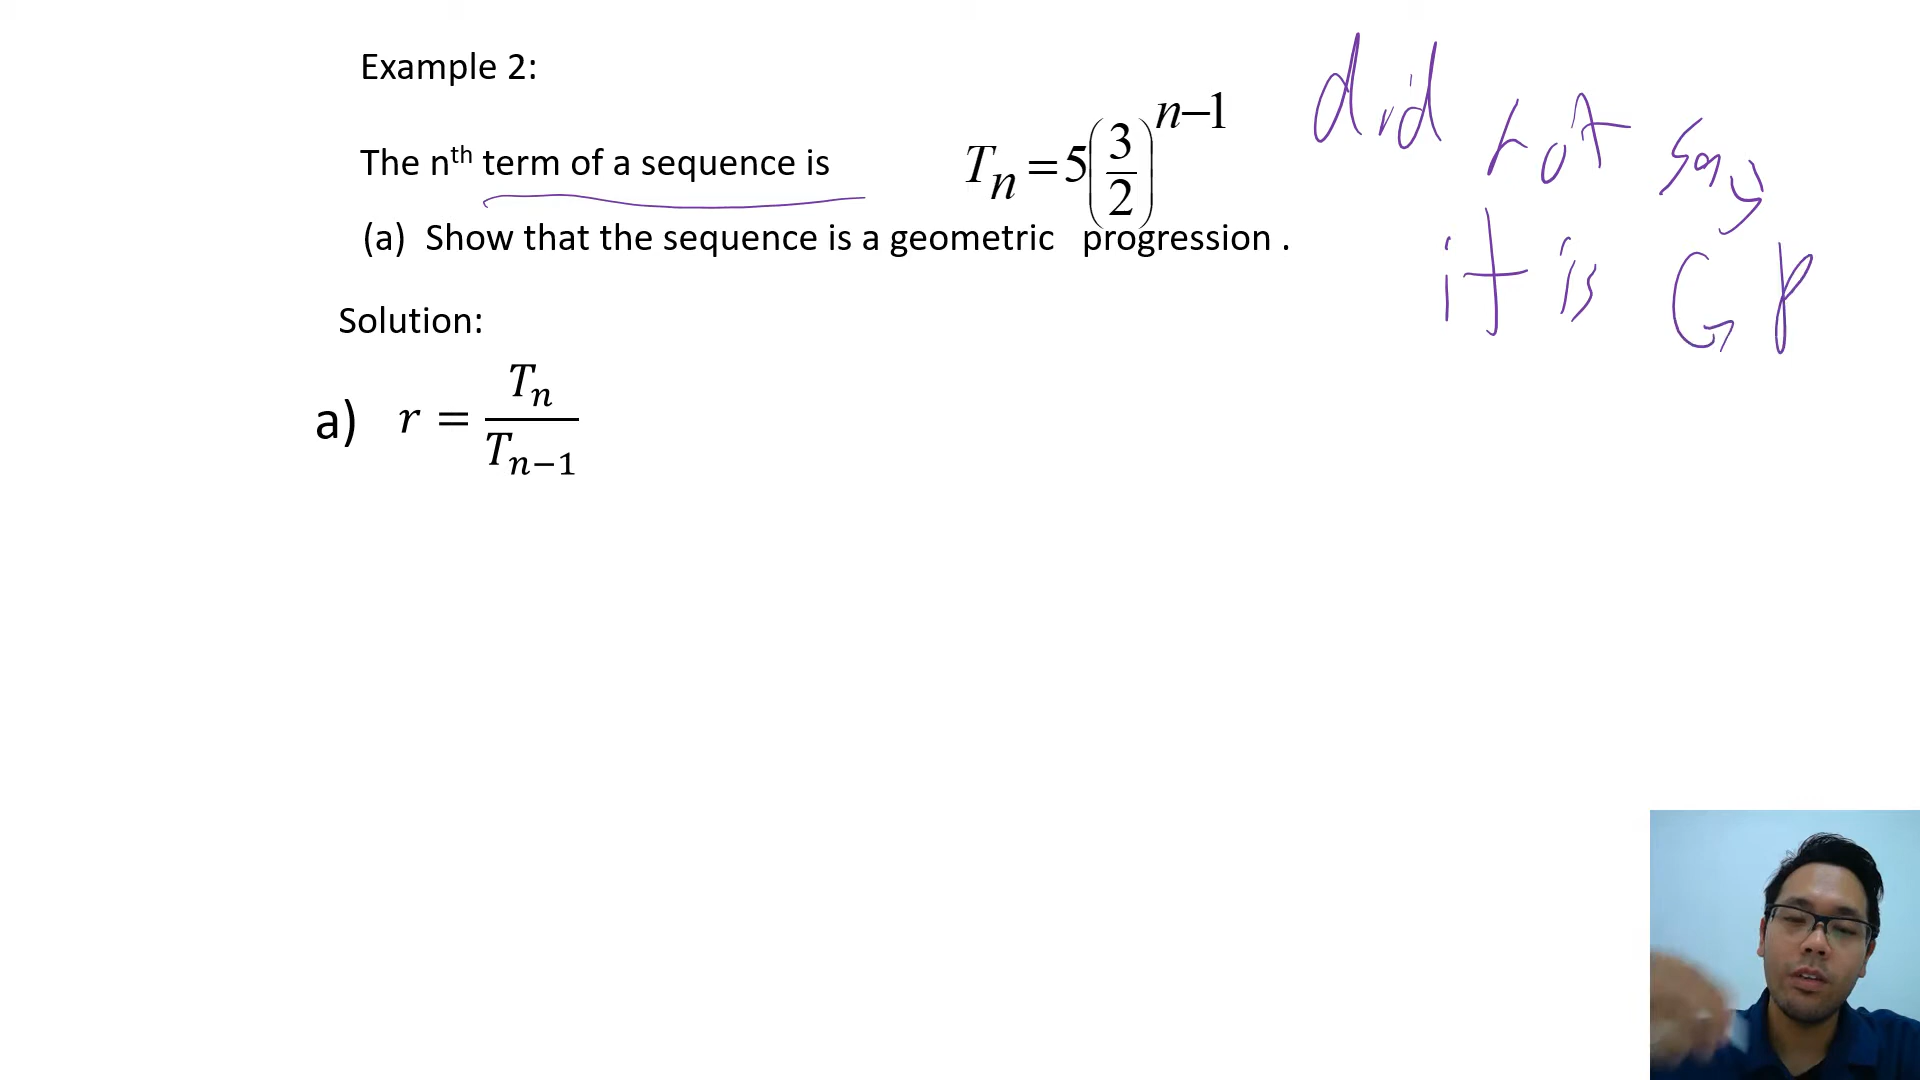 Example 2:
The nth term of a sequence is Tn = 5(3/2)^n−1
(a) Show that the sequence is a geometric progression .
Solution:
a) r = Tn / Tn−1
did not say
it is GP